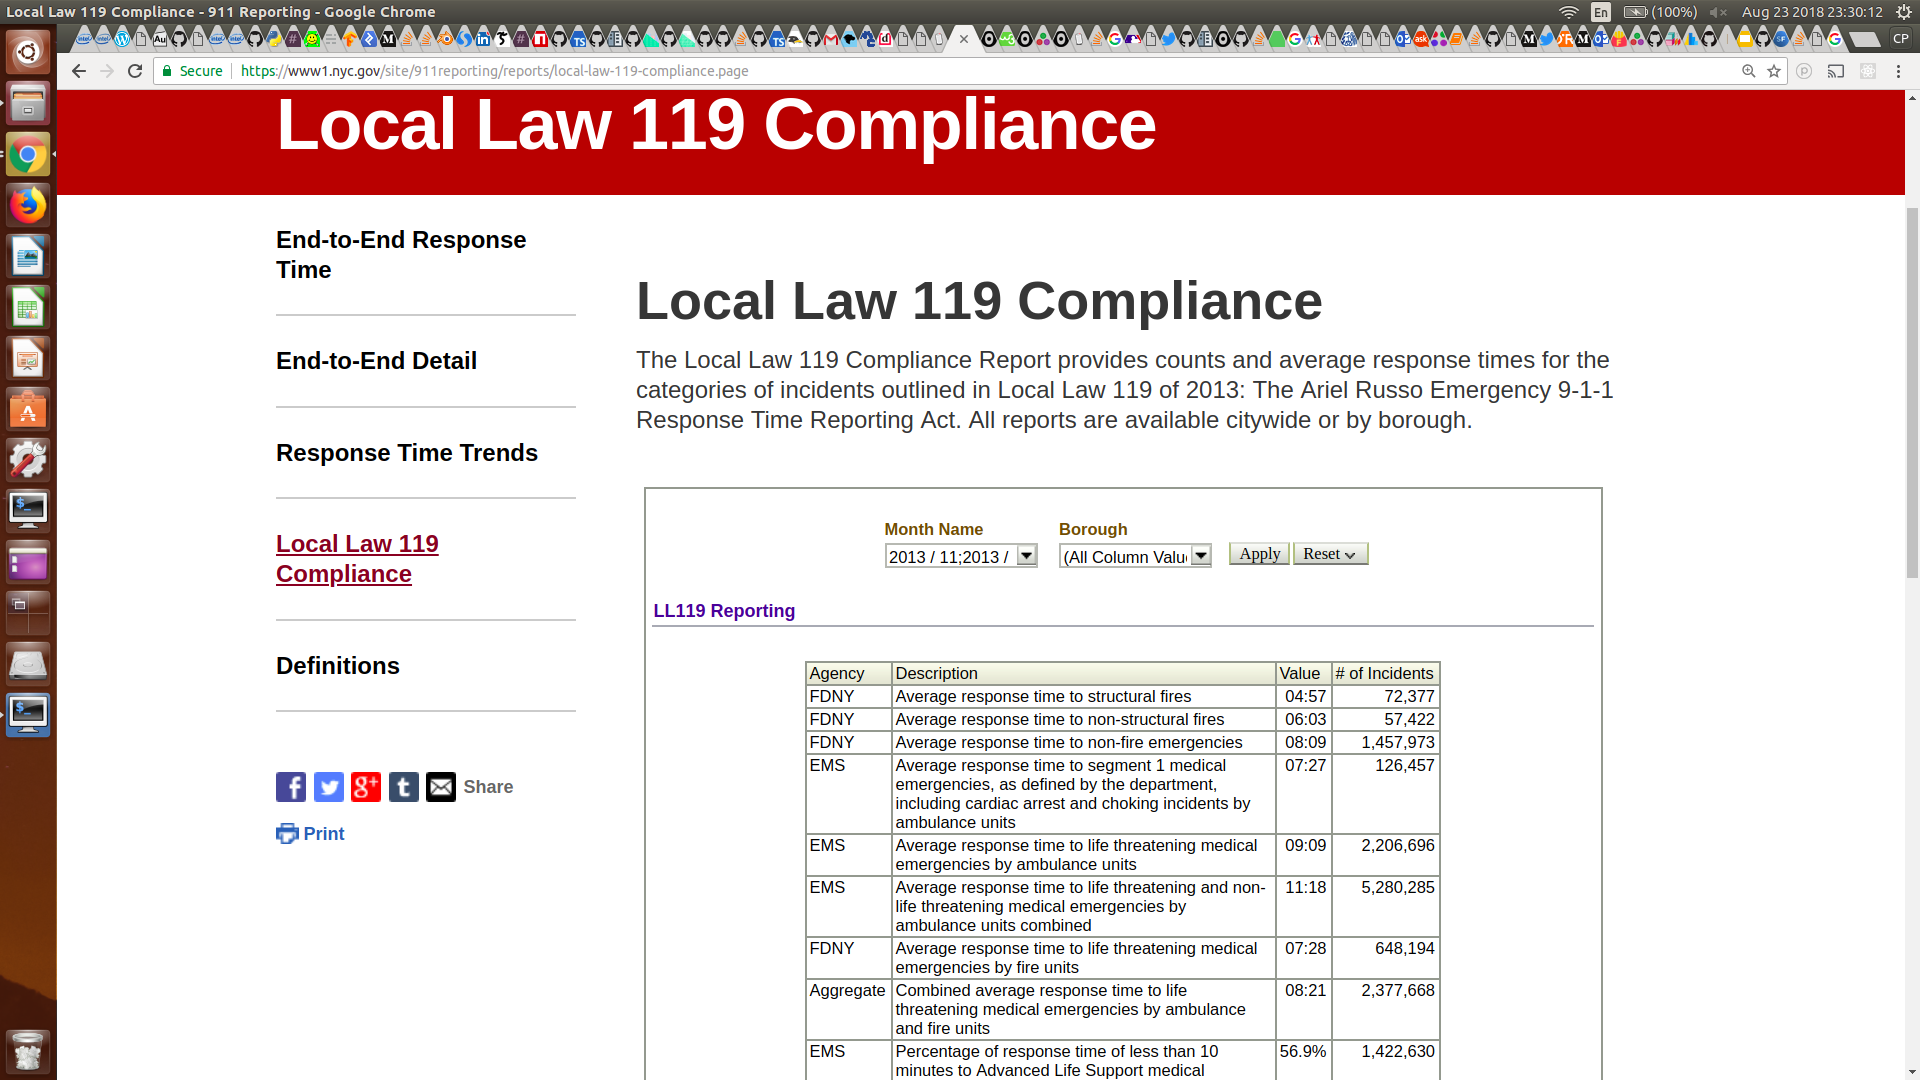 Local Law 119 Compliance - 911 Reporting - Google Chrome
En
(100%)
Aug 23 2018 23:30:12
CP
Secure
https://www1.nyc.gov/site/911reporting/reports/local-law-119-compliance.page
Local Law 119 Compliance
End-to-End Response
Time
End-to-End Detail
Response Time Trends
Local Law 119
Compliance
Definitions
Share
Print
Local Law 119 Compliance
The Local Law 119 Compliance Report provides counts and average response times for the
categories of incidents outlined in Local Law 119 of 2013: The Ariel Russo Emergency 9-1-1
Response Time Reporting Act. All reports are available citywide or by borough.
Month Name Borough
2013 / 11;2013 / (All Column Valu Apply Reset
LL119 Reporting
Agency Description Value # of Incidents
FDNY Average response time to structural fires 04:57 72,377
FDNY Average response time to non-structural fires 06:03 57,422
FDNY Average response time to non-fire emergencies 08:09 1,457,973
EMS Average response time to segment 1 medical 07:27 126,457
emergencies, as defined by the department,
including cardiac arrest and choking incidents by
ambulance units
EMS Average response time to life threatening medical 09:09 2,206,696
emergencies by ambulance units
EMS Average response time to life threatening and non- 11:18 5,280,285
life threatening medical emergencies by
ambulance units combined
FDNY Average response time to life threatening medical 07:28 648,194
emergencies by fire units
Aggregate Combined average response time to life 08:21 2,377,668
threatening medical emergencies by ambulance
and fire units
EMS Percentage of response time of less than 10 56.9% 1,422,630
minutes to Advanced Life Support medical